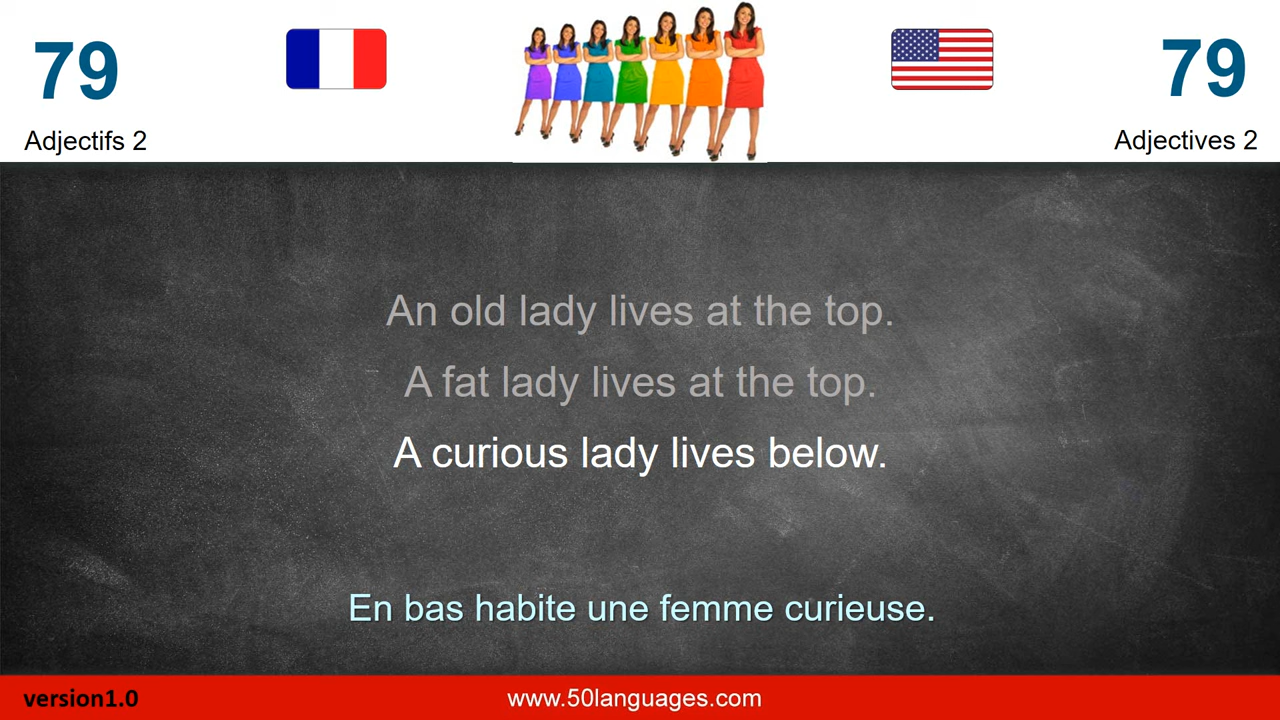 79
79
Adjectifs 2
Adjectives 2
An old lady lives at the top.
A fat lady lives at the top.
A curious lady lives below.
En bas habite une femme curieuse.
version1.0
www.50languages.com